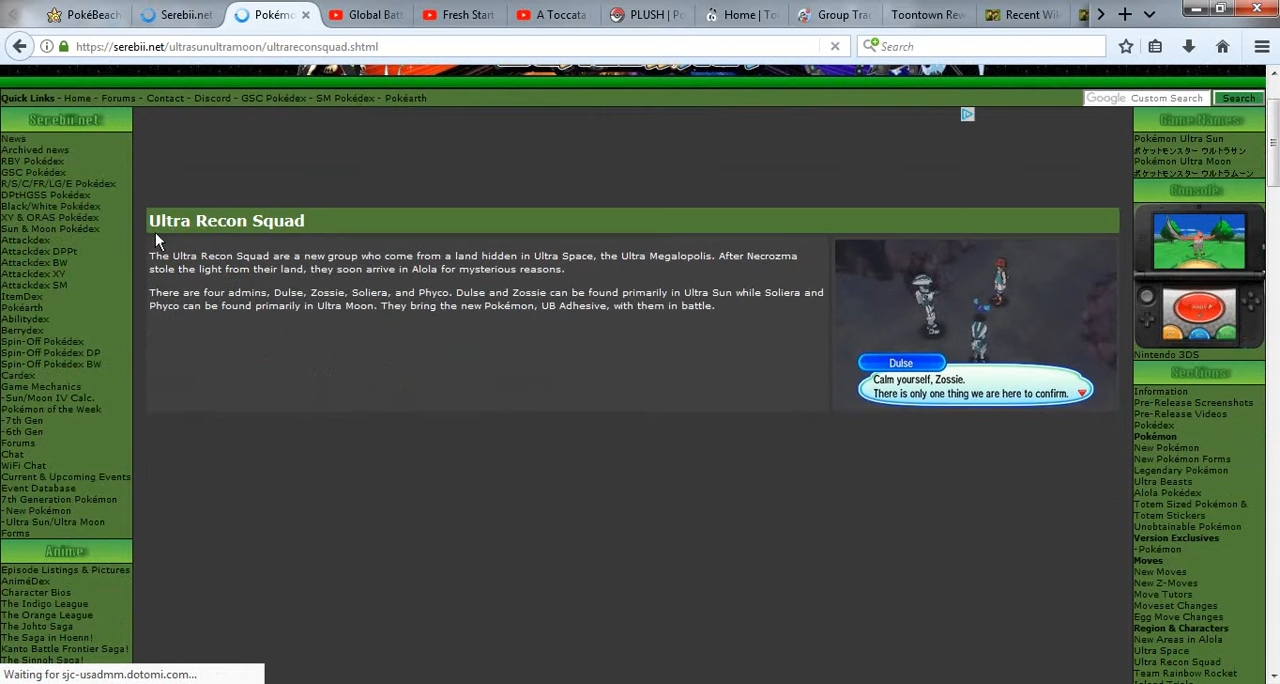 PokéBeach
Serebii.net
Pokémo
Global Batt
Fresh Start
A Toccata
PLUSH | Po
Home | To
Group Trac
Toontown Rew
Recent Wik
https://serebii.net/ultrasunultramoon/ultrareconsquad.shtml
Search
Quick Links - Home - Forums - Contact - Discord - GSC Pokédex - SM Pokédex - Pokéarth
Google Custom Search
Search
Serebii.net
News
Archived news
RBY Pokédex
GSC Pokédex
R/S/C/FR/LG/E Pokédex
DPtHGSS Pokédex
Black/White Pokédex
XY & ORAS Pokédex
Sun & Moon Pokédex
Attackdex
Attackdex DPPt
Attackdex BW
Attackdex XY
Attackdex SM
ItemDex
Pokéarth
Abilitydex
Berrydex
Spin-Off Pokédex
Spin-Off Pokédex DP
Spin-Off Pokédex BW
Cardex
Game Mechanics
-Sun/Moon IV Calc.
Pokémon of the Week
-7th Gen
-6th Gen
Forums
Chat
WiFi Chat
Current & Upcoming Events
Event Database
7th Generation Pokémon
-New Pokémon
-Ultra Sun/Ultra Moon
Forms
Anime
Episode Listings & Pictures
AniméDex
Character Bios
The Indigo League
The Orange League
The Johto Saga
The Saga in Hoenn!
Kanto Battle Frontier Saga!
The Sinnoh Saga!
Ultra Recon Squad
The Ultra Recon Squad are a new group who come from a land hidden in Ultra Space, the Ultra Megalopolis. After Necrozma
stole the light from their land, they soon arrive in Alola for mysterious reasons.
There are four admins, Dulse, Zossie, Soliera, and Phyco. Dulse and Zossie can be found primarily in Ultra Sun while Soliera and
Phyco can be found primarily in Ultra Moon. They bring the new Pokémon, UB Adhesive, with them in battle.
Dulse
Calm yourself, Zossie.
There is only one thing we are here to confirm.
Game Names:
Pokémon Ultra Sun
ポケットモンスター ウルトラサン
Pokémon Ultra Moon
ポケットモンスター ウルトラムーン
Console:
Nintendo 3DS
Sections:
Information
Pre-Release Screenshots
Pre-Release Videos
Pokédex
Pokémon
New Pokémon
New Pokémon Forms
Legendary Pokémon
Ultra Beasts
Alola Pokédex
Totem Sized Pokémon &
Totem Stickers
Unobtainable Pokémon
Version Exclusives
-Pokémon
Moves
New Moves
New Z-Moves
Move Tutors
Moveset Changes
Egg Move Changes
Region & Characters
New Areas in Alola
Ultra Space
Ultra Recon Squad
Team Rainbow Rocket
Waiting for sjc-usadmm.dotomi.com...